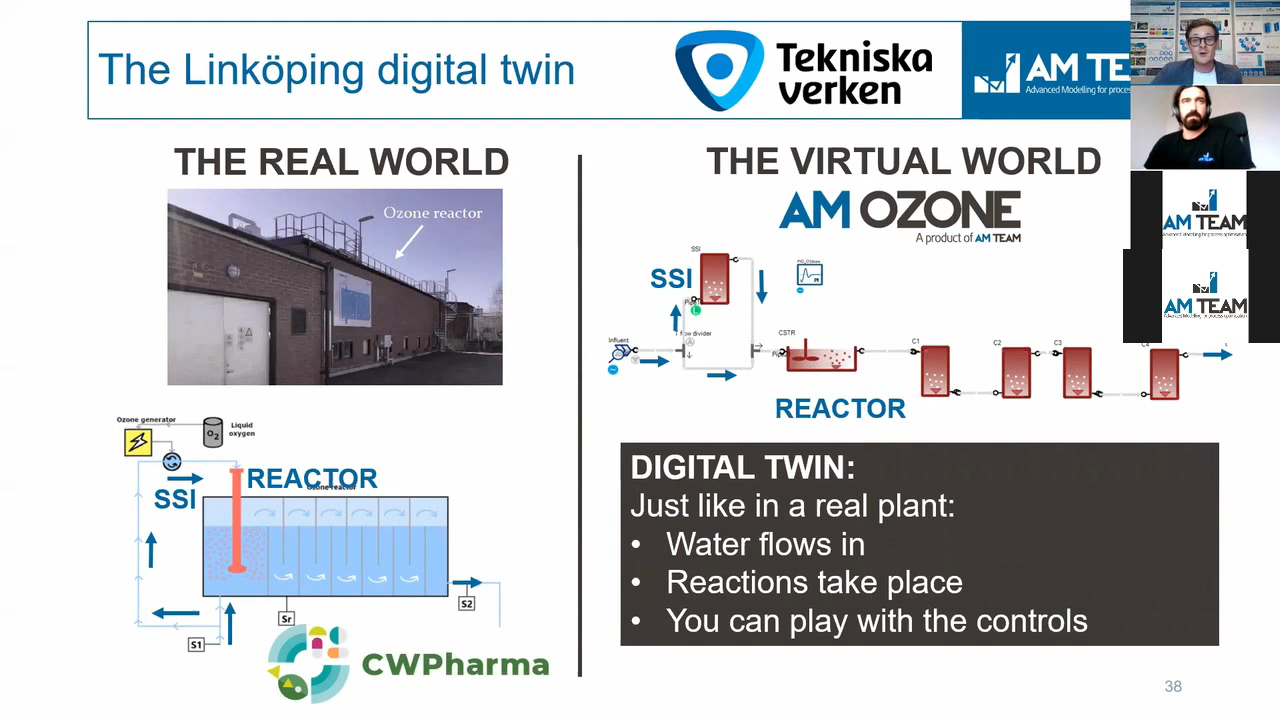 The Linköping digital twin
Tekniska
verken
AM TE
Advanced Modelling for proces
THE REAL WORLD
Ozone reactor
Ozone generator
O2
Liquid
oxygen
REACTOR
SSI
S2
Sr
S1
CWPharma
THE VIRTUAL WORLD
AM OZONE
A product of AM TEAM
SSI
SSI
flow divider
Influent
CSTR
C1
C2
C3
REACTOR
DIGITAL TWIN:
Just like in a real plant:
• Water flows in
• Reactions take place
• You can play with the controls
AM TEAM
AM TEAM
38